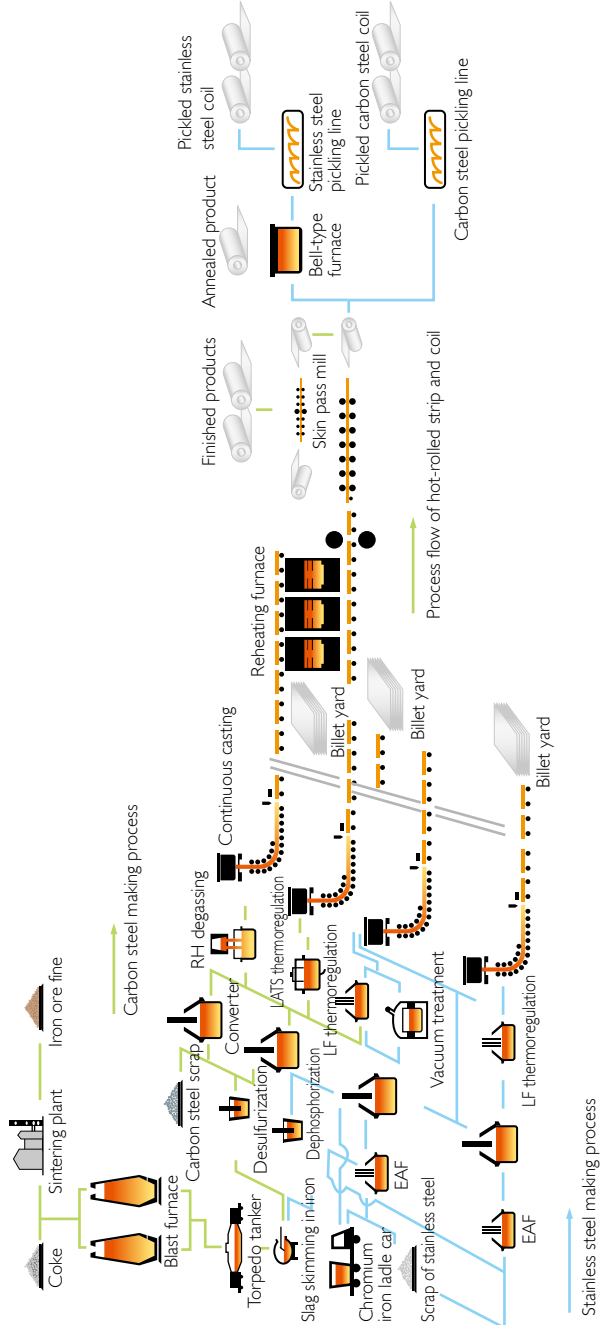 Coke
Sintering plant
Iron ore fine
Blast furnace
Carbon steel making process
Torpedo tanker
Carbon steel scrap
Converter
RH degassing
Continuous casting
Reheating furnace
Finished products
Skin pass mill
Annealed product
Bell-type
furnace
Pickled stainless
steel coil
Stainless steel
pickling line
Slag skimming in iron
Desulfurization
Dephosphorization
LATS thermoregulation
LF thermoregulation
Billet yard
Billet yard
Process flow of hot-rolled strip and coil
Pickled carbon steel coil
Carbon steel pickling line
Chromium
iron ladle car
Scrap of stainless steel
EAF
Vacuum treatment
EAF
LF thermoregulation
Billet yard
Stainless steel making process